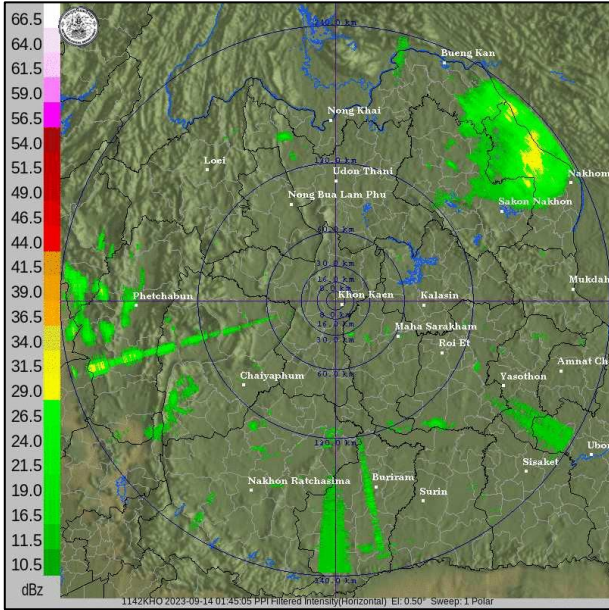 66.5
64.0
61.5
59.0
56.5
54.0
51.5
49.0
46.5
44.0
41.5
39.0
36.5
34.0
31.5
29.0
26.5
24.0
21.5
19.0
16.5
14.0
11.5
10.5
dBz
240.0 km
Bueng Kan
Nong Khai
Loei
Udon Thani
Nakhom
Nong Bua Lam Phu
Sakon Nakhon
Mukdah
Phetchabun
Khon Kaen
Kalasin
Maha Sarakham
Roi Et
Amnat Ch
Chaiyaphum
Yasothon
60.0 km
120.0 km
Ubon
Sisaket
Nakhon Ratchasima
Buriram
Surin
240.0 km
1142KHO 2023-09-14 01:45:05 PPI Filtered Intensity(Horizontal) El: 0.50° Sweep: 1 Polar